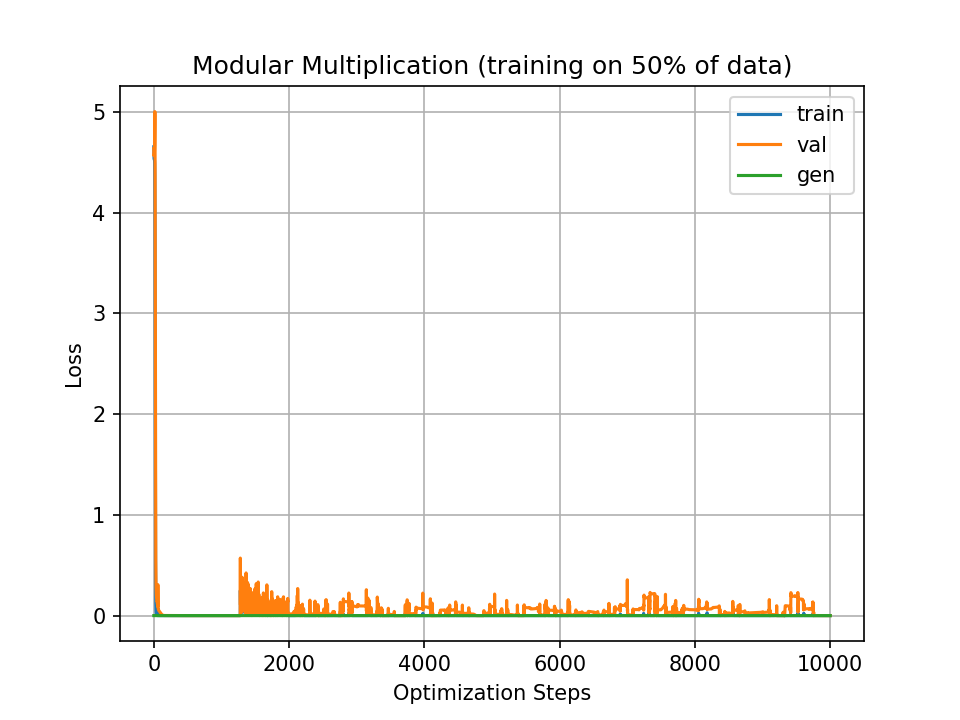 Modular Multiplication (training on 50% of data)
train
val
gen
5
4
3
2
1
0
Loss
0 2000 4000 6000 8000 10000
Optimization Steps